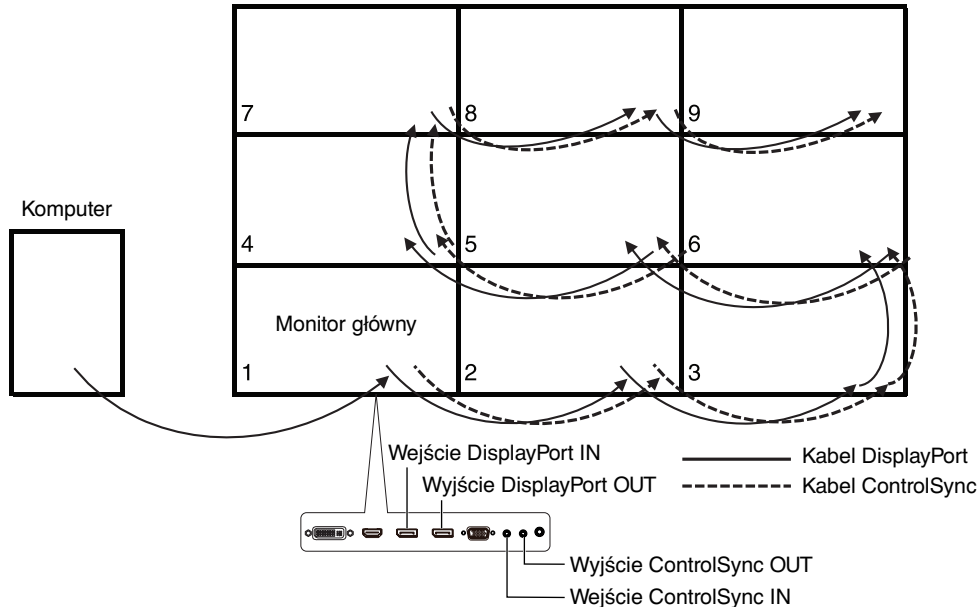 7
8
9
Komputer
4
5
6
Monitor główny
1
2
3
Wejście DisplayPort IN
Wyjście DisplayPort OUT
Kabel DisplayPort
Kabel ControlSync
Wyjście ControlSync OUT
Wejście ControlSync IN